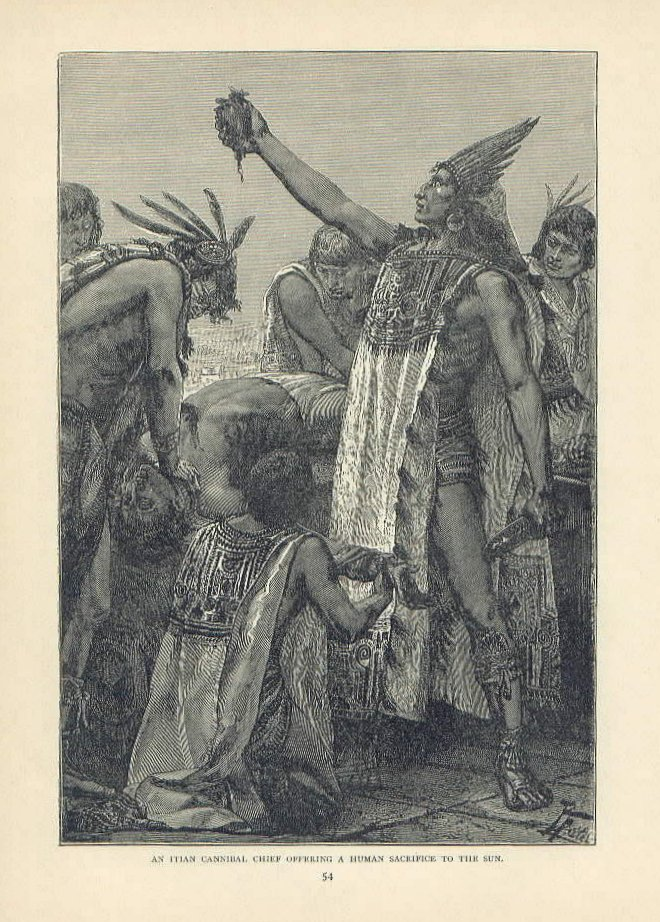 AN ITIAN CANNIBAL CHIEF OFFERING A HUMAN SACRIFICE TO THE SUN.
54